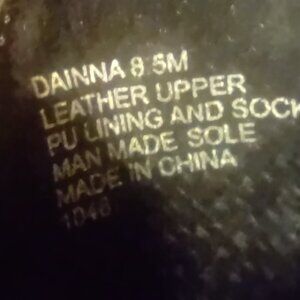 DAINNA 8.5M
LEATHER UPPER
PU LINING AND SOCK
MAN MADE SOLE
MADE IN CHINA
1046